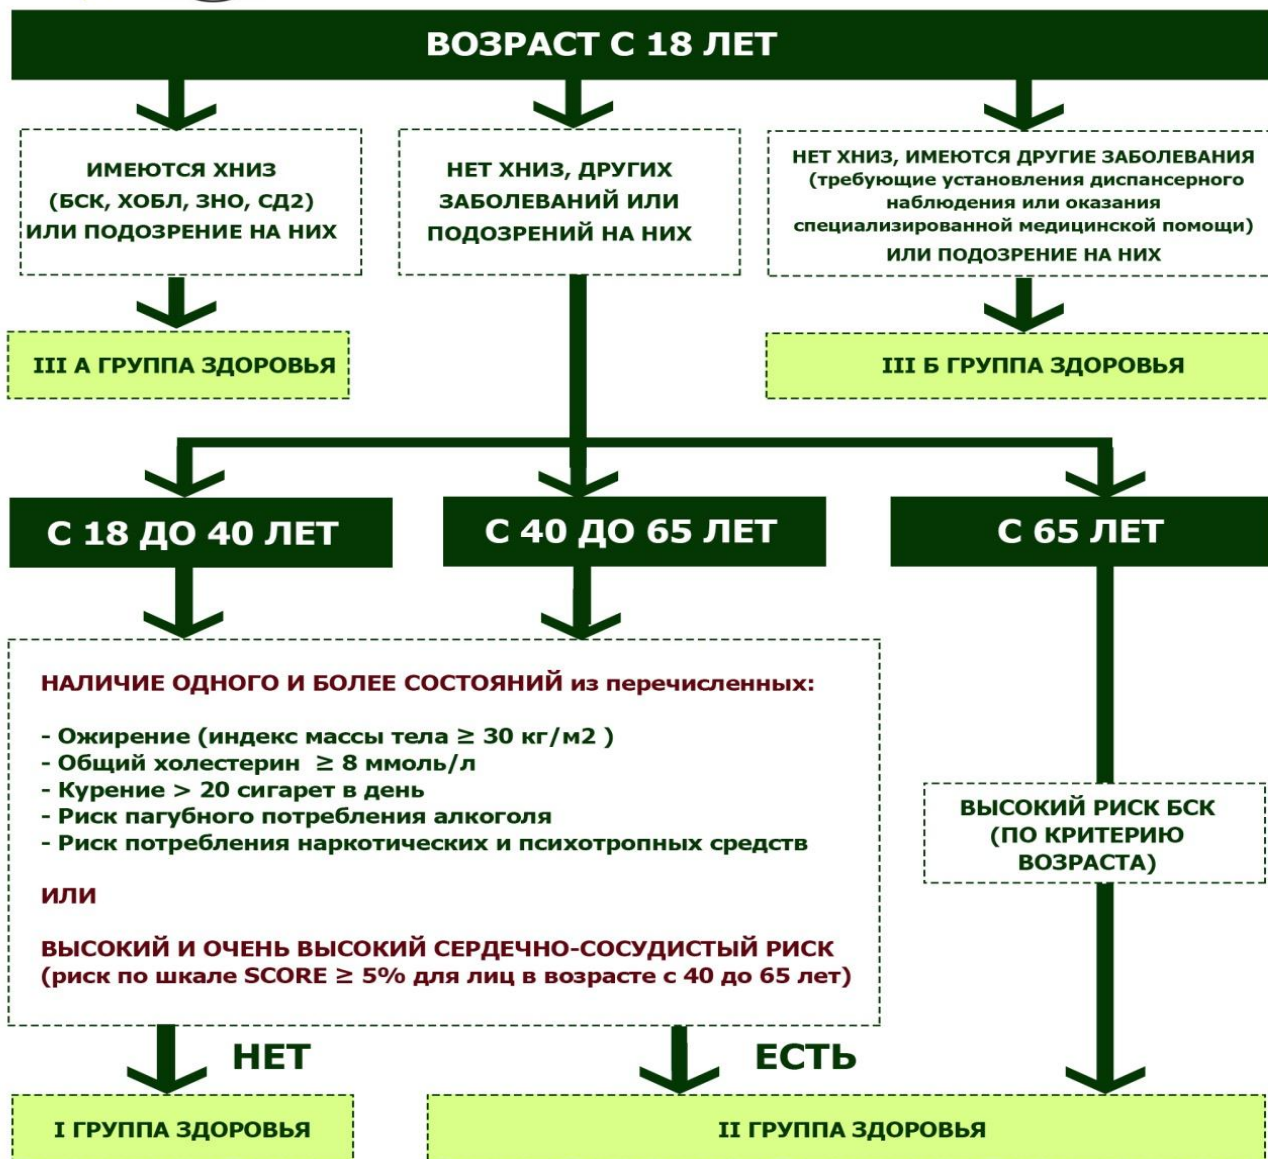 ВОЗРАСТ С 18 ЛЕТ
ИМЕЮТСЯ ХНИЗ
(БСК, ХОБЛ, ЗНО, СД2)
ИЛИ ПОДОЗРЕНИЕ НА НИХ
НЕТ ХНИЗ, ДРУГИХ
ЗАБОЛЕВАНИЙ ИЛИ
ПОДОЗРЕНИЙ НА НИХ
НЕТ ХНИЗ, ИМЕЮТСЯ ДРУГИЕ ЗАБОЛЕВАНИЯ
(требующие установления диспансерного
наблюдения или оказания
специализированной медицинской помощи)
ИЛИ ПОДОЗРЕНИЕ НА НИХ
III А ГРУППА ЗДОРОВЬЯ
III Б ГРУППА ЗДОРОВЬЯ
С 18 ДО 40 ЛЕТ
С 40 ДО 65 ЛЕТ
С 65 ЛЕТ
НАЛИЧИЕ ОДНОГО И БОЛЕЕ СОСТОЯНИЙ из перечисленных:
- Ожирение (индекс массы тела ≥ 30 кг/м2 )
- Общий холестерин ≥ 8 ммоль/л
- Курение > 20 сигарет в день
- Риск пагубного потребления алкоголя
- Риск потребления наркотических и психотропных средств
ИЛИ
ВЫСОКИЙ И ОЧЕНЬ ВЫСОКИЙ СЕРДЕЧНО-СОСУДИСТЫЙ РИСК
(риск по шкале SCORE ≥ 5% для лиц в возрасте с 40 до 65 лет)
ВЫСОКИЙ РИСК БСК
(ПО КРИТЕРИЮ
ВОЗРАСТА)
НЕТ
ЕСТЬ
I ГРУППА ЗДОРОВЬЯ
II ГРУППА ЗДОРОВЬЯ